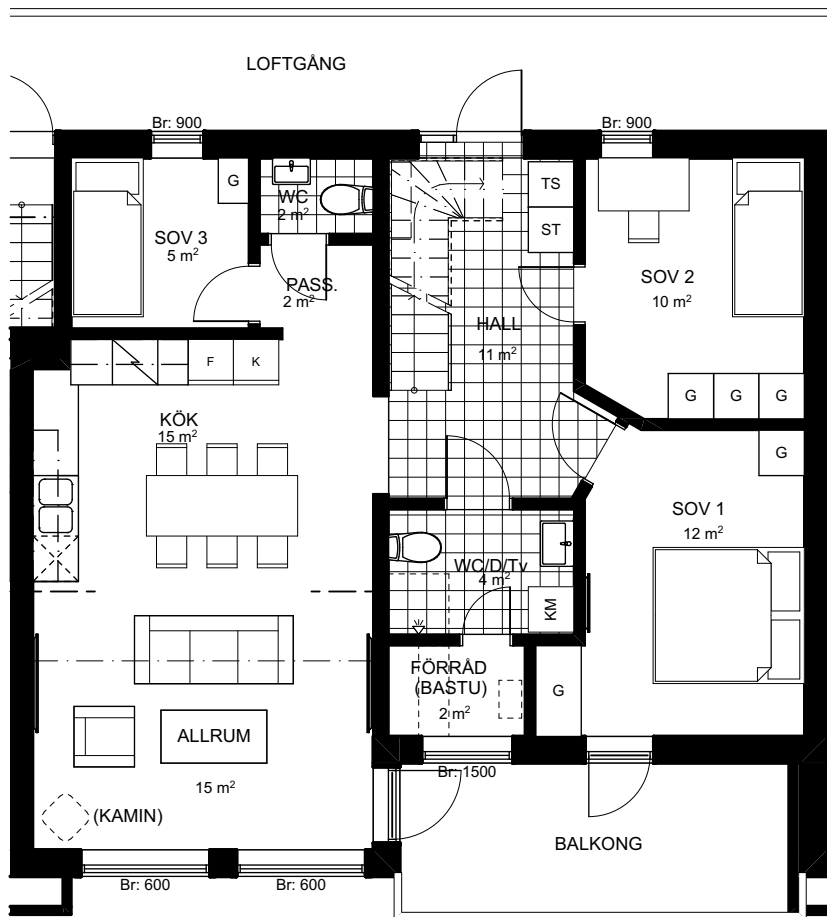 LOFTGÅNG
Br: 900
Br: 900
G
TS
WC
2 m²
ST
SOV 3
5 m²
SOV 2
10 m²
PASS.
2 m²
HALL
11 m²
F
K
G
G
G
KÖK
15 m²
G
SOV 1
12 m²
WC/D/Tv
4 m²
KM
FÖRRÅD
(BASTU)
2 m²
G
ALLRUM
15 m²
Br: 1500
(KAMIN)
BALKONG
Br: 600
Br: 600